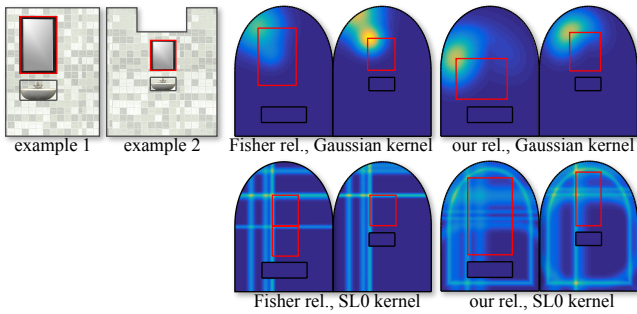 example 1
example 2
Fisher rel., Gaussian kernel
our rel., Gaussian kernel
Fisher rel., SL0 kernel
our rel., SL0 kernel